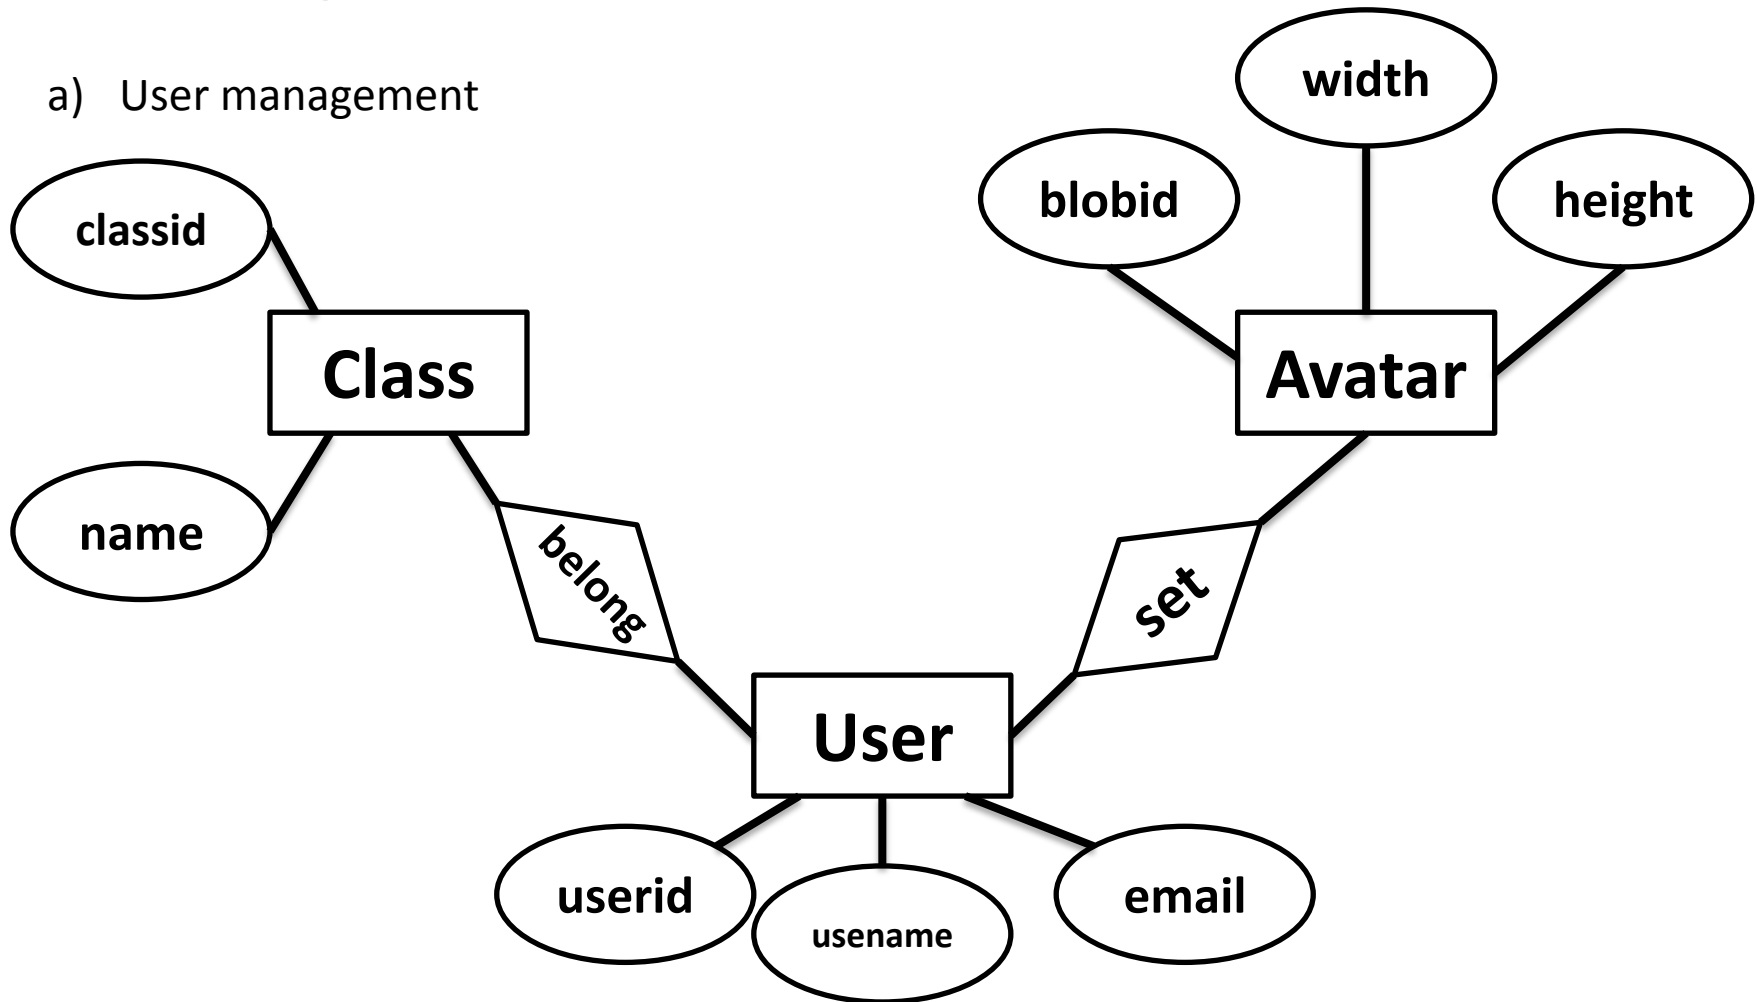 a) User management
width
blobid
height
classid
Class
Avatar
name
belong
set
User
userid
usename
email